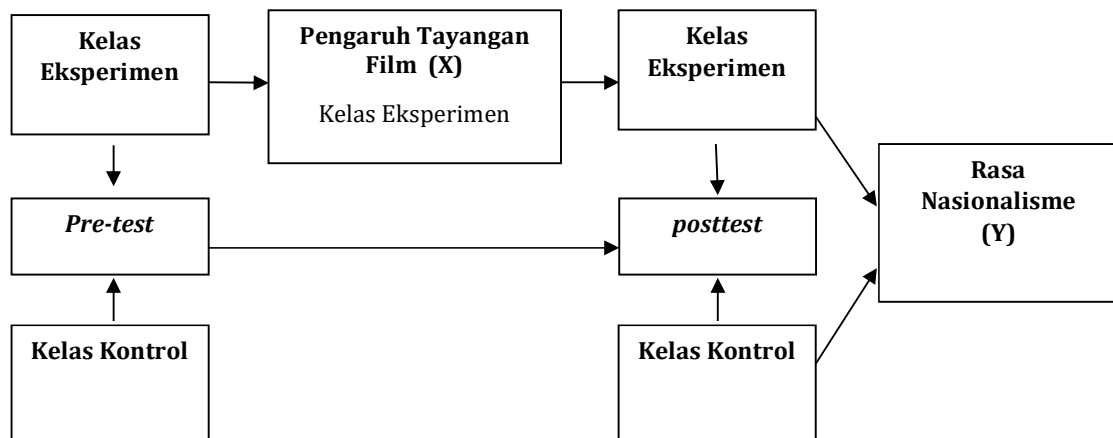 Kelas
Eksperimen
Pengaruh Tayangan
Film (X)
Kelas Eksperimen
Kelas
Eksperimen
Pre-test
posttest
Rasa
Nasionalisme
(Y)
Kelas Kontrol
Kelas Kontrol